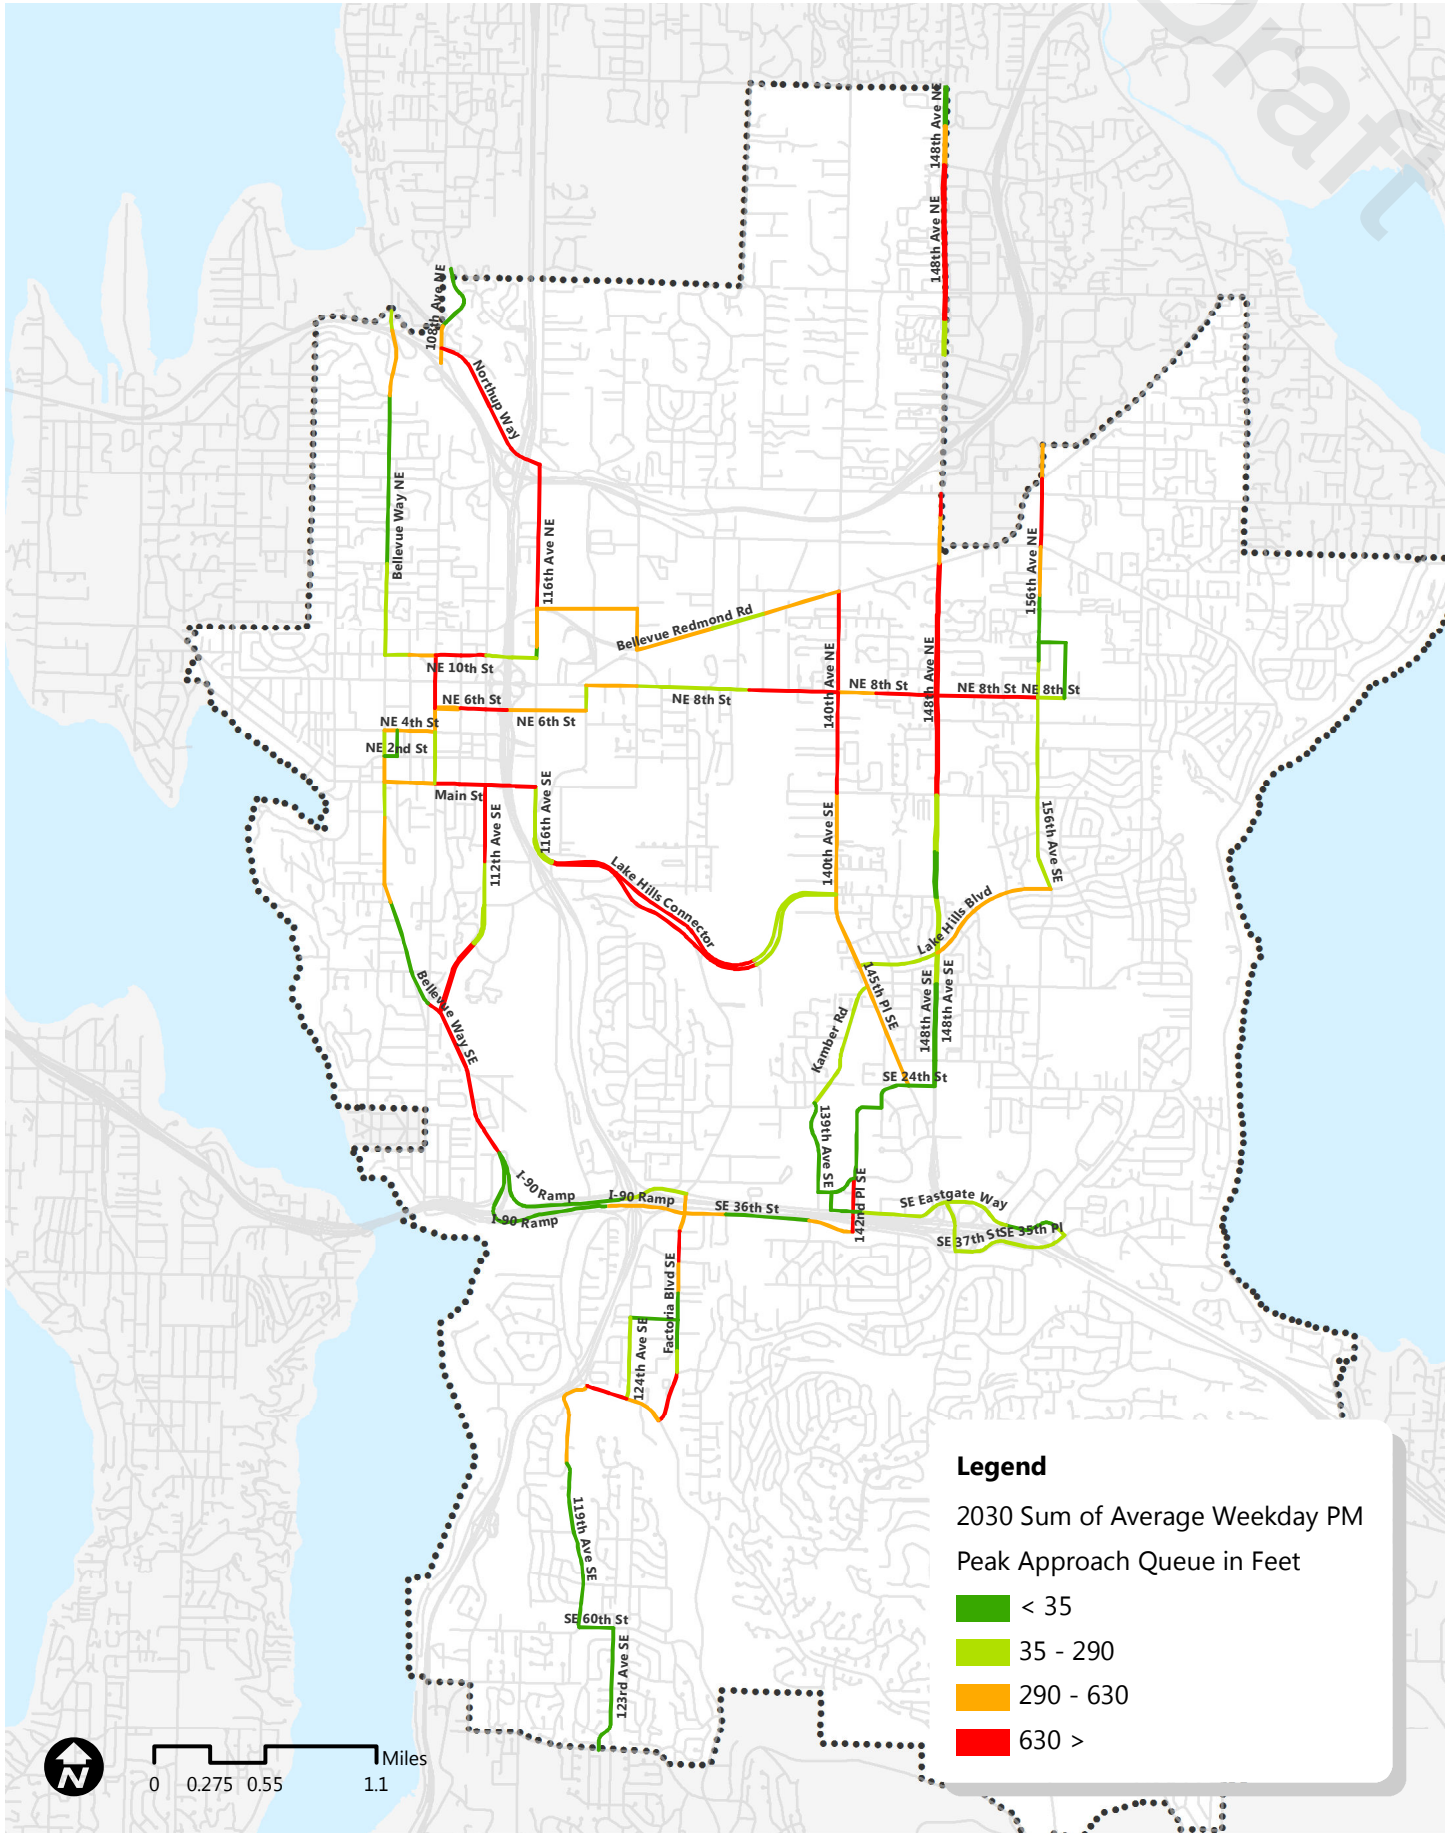 Draft
148th Ave NE
148th Ave NE
108th Ave NE
Northup Way
Bellevue Way NE
116th Ave NE
156th Ave NE
Bellevue Redmond Rd
NE 10th St
140th Ave NE
148th Ave NE
NE 8th St
NE 8th St
NE 8th St
NE 8th St
NE 6th St
NE 6th St
NE 4th St
NE 2nd St
Main St
112th Ave SE
116th Ave SE
140th Ave SE
156th Ave SE
Lake Hills Connector
Lake Hills Blvd
145th Pl SE
148th Ave SE
148th Ave SE
Bellevue Way SE
Kamber Rd
SE 24th St
139th Ave SE
142nd Pl SE
I-90 Ramp
I-90 Ramp
I-90 Ramp
SE 36th St
SE Eastgate Way
SE 37th St
SE 35th Pl
Factoria Blvd SE
124th Ave SE
119th Ave SE
SE 60th St
123rd Ave SE
Legend
2030 Sum of Average Weekday PM
Peak Approach Queue in Feet
< 35
35 - 290
290 - 630
630 >
N
Miles
0 0.275 0.55 1.1